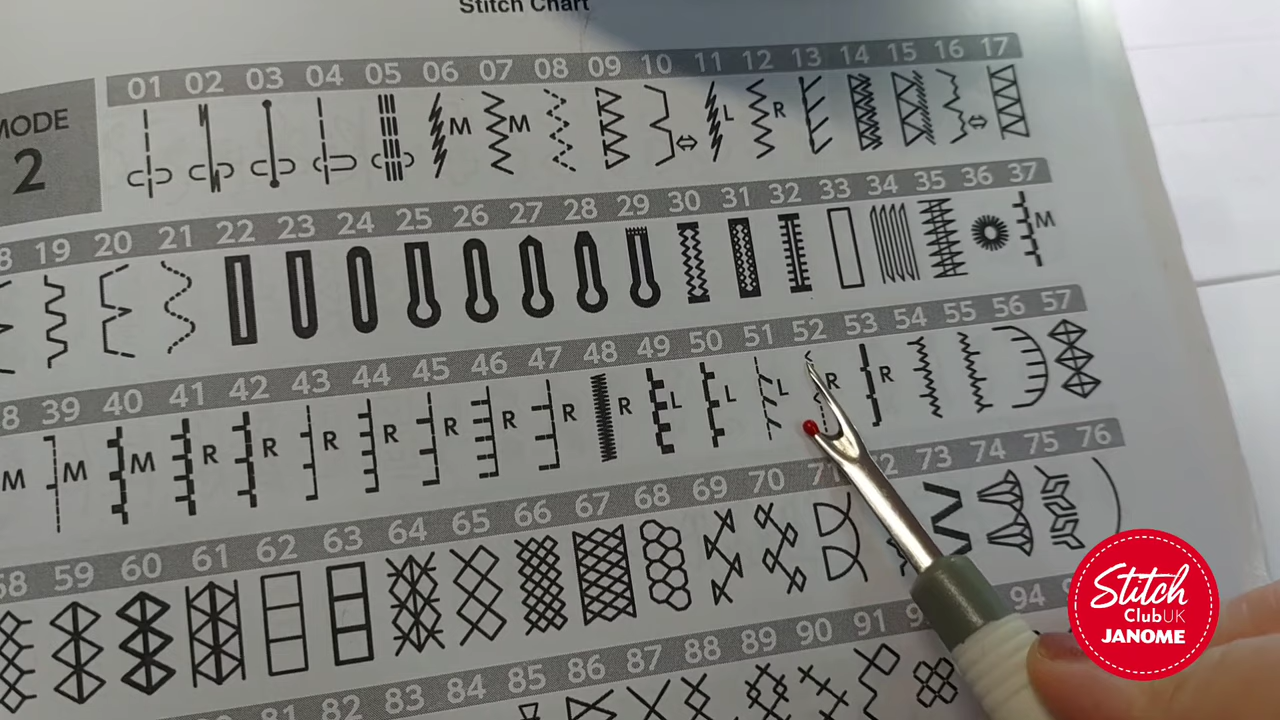 Stitch Chart
MODE
2
01 02 03 04 05 06 07 08 09 10 11 12 13 14 15 16 17
M M L R
19 20 21 22 23 24 25 26 27 28 29 30 31 32 33 34 35 36 37
M
39 40 41 42 43 44 45 46 47 48 49 50 51 52 53 54 55 56 57
M M M R R R R R R R R L L L R R
58 59 60 61 62 63 64 65 66 67 68 69 70 71 72 73 74 75 76
81 82 83 84 85 86 87 88 89 90 91 94
Stitch
Club UK
JANOME